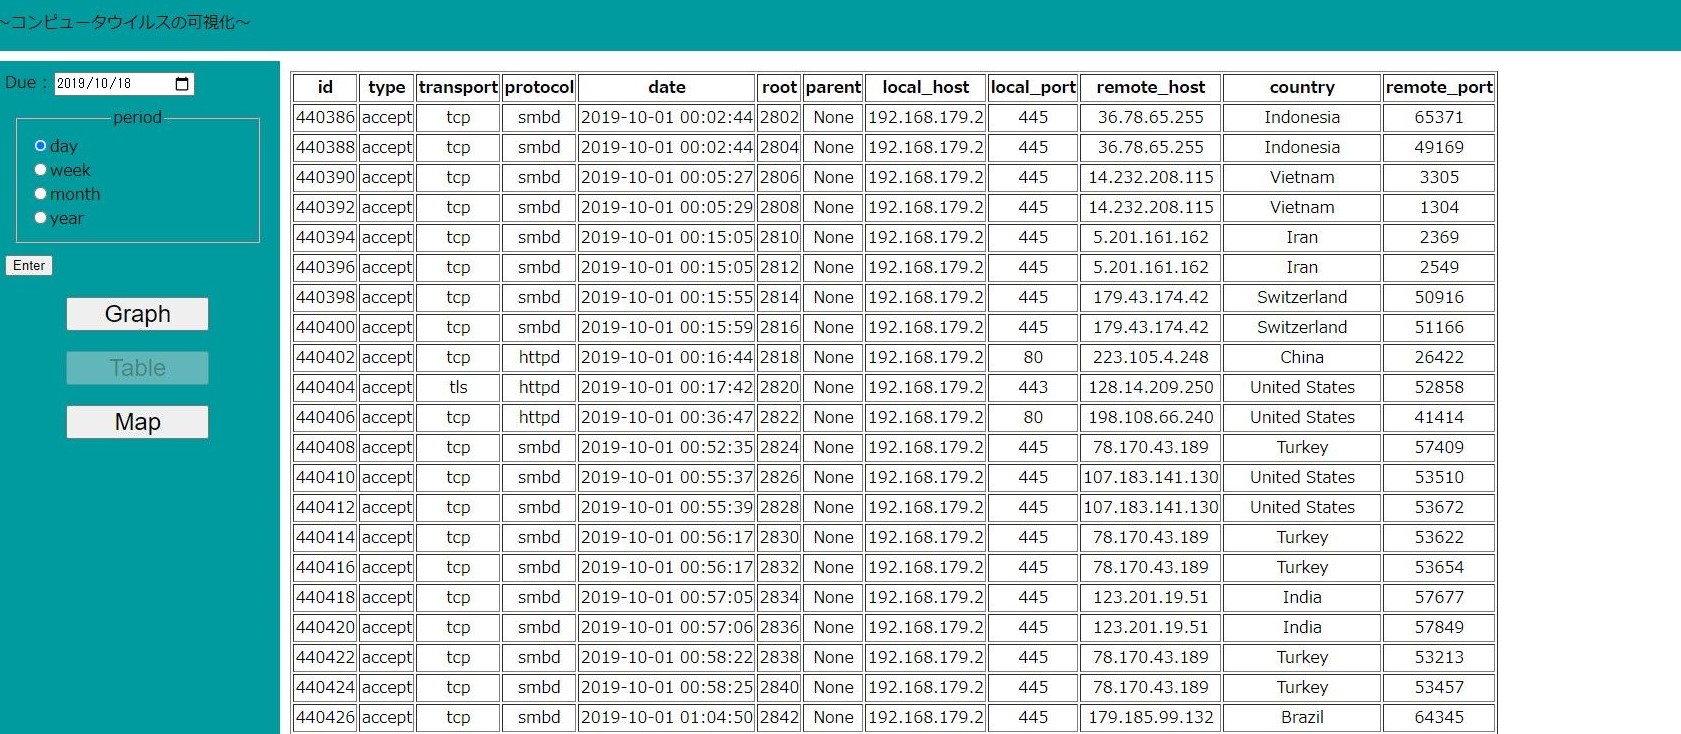 ～コンピュータウイルスの可視化～
Due : 2019/10/18
period
day
week
month
year
Enter
Graph
Table
Map
id type transport protocol date root parent local_host local_port remote_host country remote_port
440386 accept tcp smbd 2019-10-01 00:02:44 2802 None 192.168.179.2 445 36.78.65.255 Indonesia 65371
440388 accept tcp smbd 2019-10-01 00:02:44 2804 None 192.168.179.2 445 36.78.65.255 Indonesia 49169
440390 accept tcp smbd 2019-10-01 00:05:27 2806 None 192.168.179.2 445 14.232.208.115 Vietnam 3305
440392 accept tcp smbd 2019-10-01 00:05:29 2808 None 192.168.179.2 445 14.232.208.115 Vietnam 1304
440394 accept tcp smbd 2019-10-01 00:15:05 2810 None 192.168.179.2 445 5.201.161.162 Iran 2369
440396 accept tcp smbd 2019-10-01 00:15:05 2812 None 192.168.179.2 445 5.201.161.162 Iran 2549
440398 accept tcp smbd 2019-10-01 00:15:55 2814 None 192.168.179.2 445 179.43.174.42 Switzerland 50916
440400 accept tcp smbd 2019-10-01 00:15:59 2816 None 192.168.179.2 445 179.43.174.42 Switzerland 51166
440402 accept tcp httpd 2019-10-01 00:16:44 2818 None 192.168.179.2 80 223.105.4.248 China 26422
440404 accept tls httpd 2019-10-01 00:17:42 2820 None 192.168.179.2 443 128.14.209.250 United States 52858
440406 accept tcp httpd 2019-10-01 00:36:47 2822 None 192.168.179.2 80 198.108.66.240 United States 41414
440408 accept tcp smbd 2019-10-01 00:52:35 2824 None 192.168.179.2 445 78.170.43.189 Turkey 57409
440410 accept tcp smbd 2019-10-01 00:55:37 2826 None 192.168.179.2 445 107.183.141.130 United States 53510
440412 accept tcp smbd 2019-10-01 00:55:39 2828 None 192.168.179.2 445 107.183.141.130 United States 53672
440414 accept tcp smbd 2019-10-01 00:56:17 2830 None 192.168.179.2 445 78.170.43.189 Turkey 53622
440416 accept tcp smbd 2019-10-01 00:56:17 2832 None 192.168.179.2 445 78.170.43.189 Turkey 53654
440418 accept tcp smbd 2019-10-01 00:57:05 2834 None 192.168.179.2 445 123.201.19.51 India 57677
440420 accept tcp smbd 2019-10-01 00:57:06 2836 None 192.168.179.2 445 123.201.19.51 India 57849
440422 accept tcp smbd 2019-10-01 00:58:22 2838 None 192.168.179.2 445 78.170.43.189 Turkey 53213
440424 accept tcp smbd 2019-10-01 00:58:25 2840 None 192.168.179.2 445 78.170.43.189 Turkey 53457
440426 accept tcp smbd 2019-10-01 01:04:50 2842 None 192.168.179.2 445 179.185.99.132 Brazil 64345